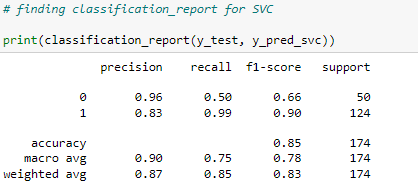 # finding classification_report for SVC
print(classification_report(y_test, y_pred_svc))
precision recall f1-score support
0 0.96 0.50 0.66 50
1 0.83 0.99 0.90 124
accuracy 0.85 174
macro avg 0.90 0.75 0.78 174
weighted avg 0.87 0.85 0.83 174